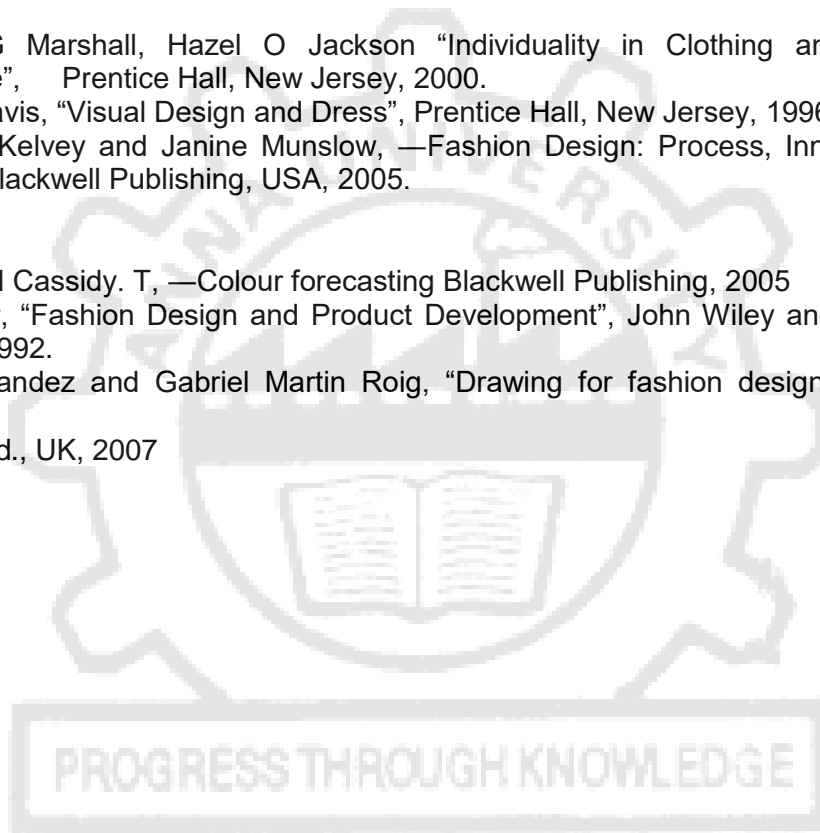 G Marshall, Hazel O Jackson “Individuality in Clothing an
e”, Prentice Hall, New Jersey, 2000.
avis, “Visual Design and Dress”, Prentice Hall, New Jersey, 1996
Kelvey and Janine Munslow, —Fashion Design: Process, Inn
lackwell Publishing, USA, 2005.
l Cassidy. T, —Colour forecasting Blackwell Publishing, 2005
, “Fashion Design and Product Development”, John Wiley an
992.
andez and Gabriel Martin Roig, “Drawing for fashion design
d., UK, 2007
ANNA UNIVERSITY
PROGRESS THROUGH KNOWLEDGE